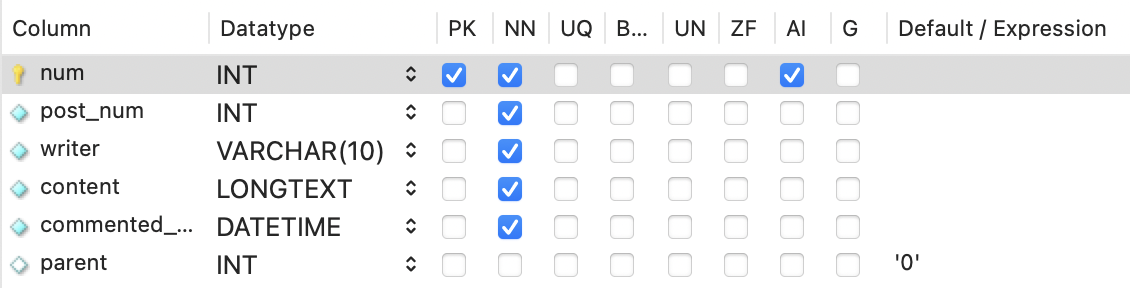 Column Datatype PK NN UQ B... UN ZF AI G Default / Expression
num INT
post_num INT
writer VARCHAR(10)
content LONGTEXT
commented_... DATETIME
parent INT '0'